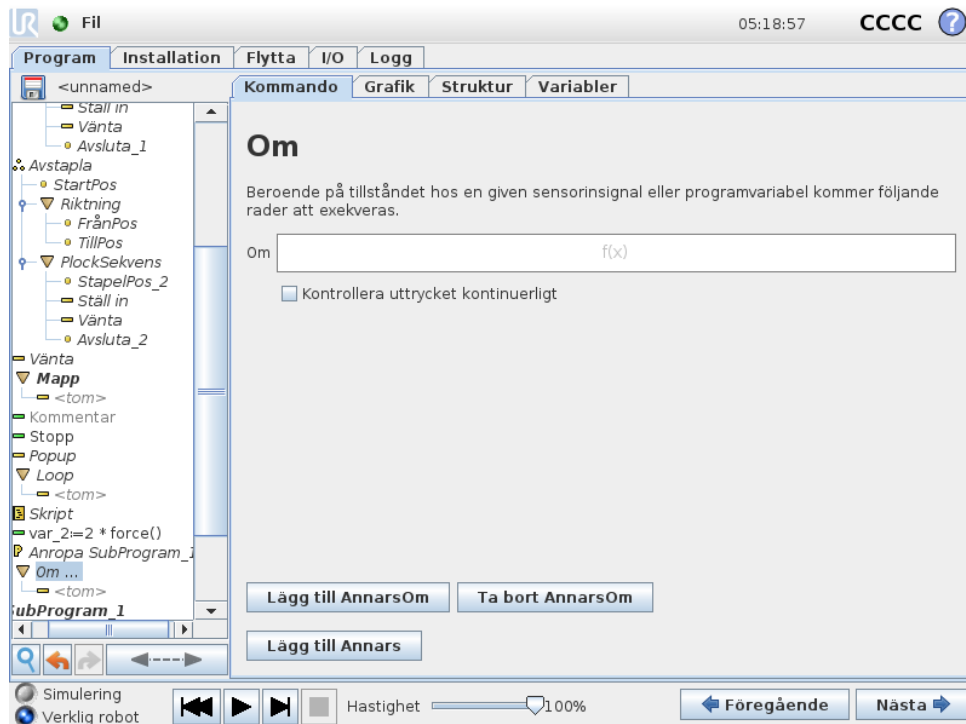 UR Fil 05:18:57 CCCC ?
Program Installation Flytta I/O Logg
<unnamed>
Kommando Grafik Struktur Variabler
Ställ in
Vänta
Avsluta_1
Avstapla
StartPos
Riktning
FrånPos
TillPos
PlockSekvens
StapelPos_2
Ställ in
Vänta
Avsluta_2
Vänta
Mapp
<tom>
Kommentar
Stopp
Popup
Loop
<tom>
Skript
var_2:=2 * force()
P Anropa SubProgram_1
Om ...
<tom>
SubProgram_1
Om
Beroende på tillståndet hos en given sensorinsignal eller programvariabel kommer följande
rader att exekveras.
Om f(x)
Kontrollera uttrycket kontinuerligt
Lägg till AnnarsOm Ta bort AnnarsOm
Lägg till Annars
Simulering
Verklig robot
Hastighet 100%
Föregående Nästa